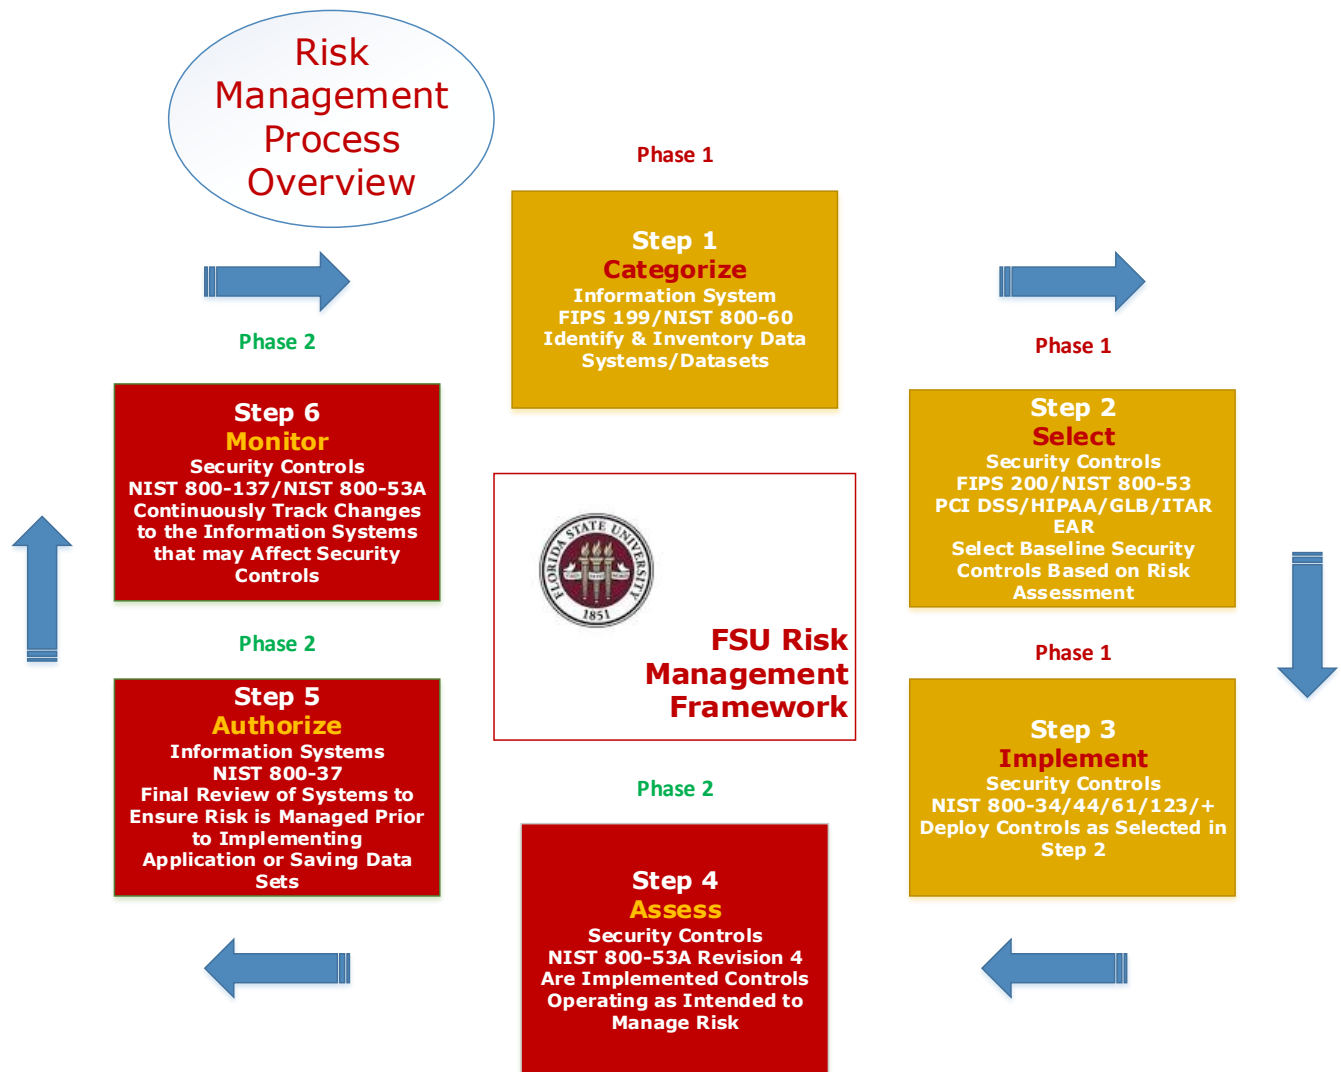 Risk
Management
Process
Overview
Phase 1
Step 1
Categorize
Information System
FIPS 199/NIST 800-60
Identify & Inventory Data
Systems/Datasets
Phase 1
Step 2
Select
Security Controls
FIPS 200/NIST 800-53
PCI DSS/HIPAA/GLB/ITAR
EAR
Select Baseline Security
Controls Based on Risk
Assessment
Phase 1
Step 3
Implement
Security Controls
NIST 800-34/44/61/123/+
Deploy Controls as Selected in
Step 2
Phase 2
Step 4
Assess
Security Controls
NIST 800-53A Revision 4
Are Implemented Controls
Operating as Intended to
Manage Risk
Phase 2
Step 5
Authorize
Information Systems
NIST 800-37
Final Review of Systems to
Ensure Risk is Managed Prior
to Implementing
Application or Saving Data
Sets
Phase 2
Step 6
Monitor
Security Controls
NIST 800-137/NIST 800-53A
Continuously Track Changes
to the Information Systems
that may Affect Security
Controls
FLORIDA STATE UNIVERSITY
1851
FSU Risk
Management
Framework